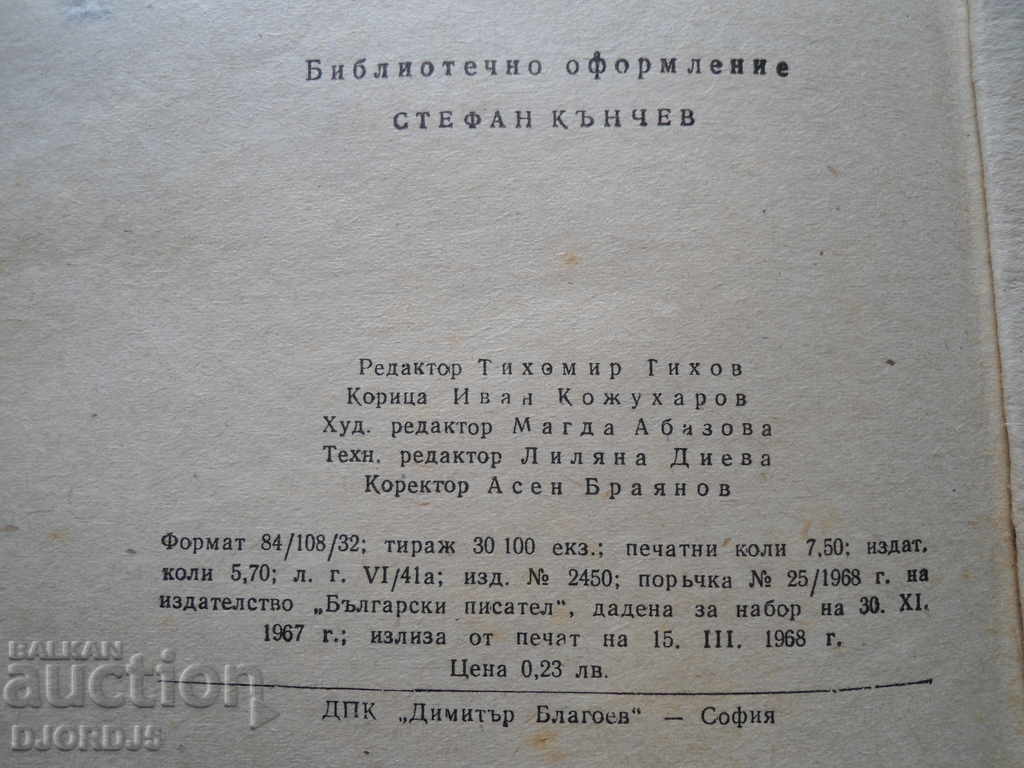 Библиотечно оформление
СТЕФАН КЪНЧЕВ
Редактор Тихомир Тихов
Корица Иван Кожухаров
Худ. редактор Магда Абазова
Техн. редактор Лиляна Диева
Коректор Асен Браянов
Формат 84/108/32; тираж 30 100 екз.; печатни коли 7,50; издат.
коли 5,70; л. г. VI/41а; изд. № 2450; поръчка № 25/1968 г. на
издателство „Български писател“, дадена за набор на 30. XI.
1967 г.; излиза от печат на 15. III. 1968 г.
Цена 0,23 лв.
ДПК „Димитър Благоев“ — София
BALKAN
auction
DJORDJ5